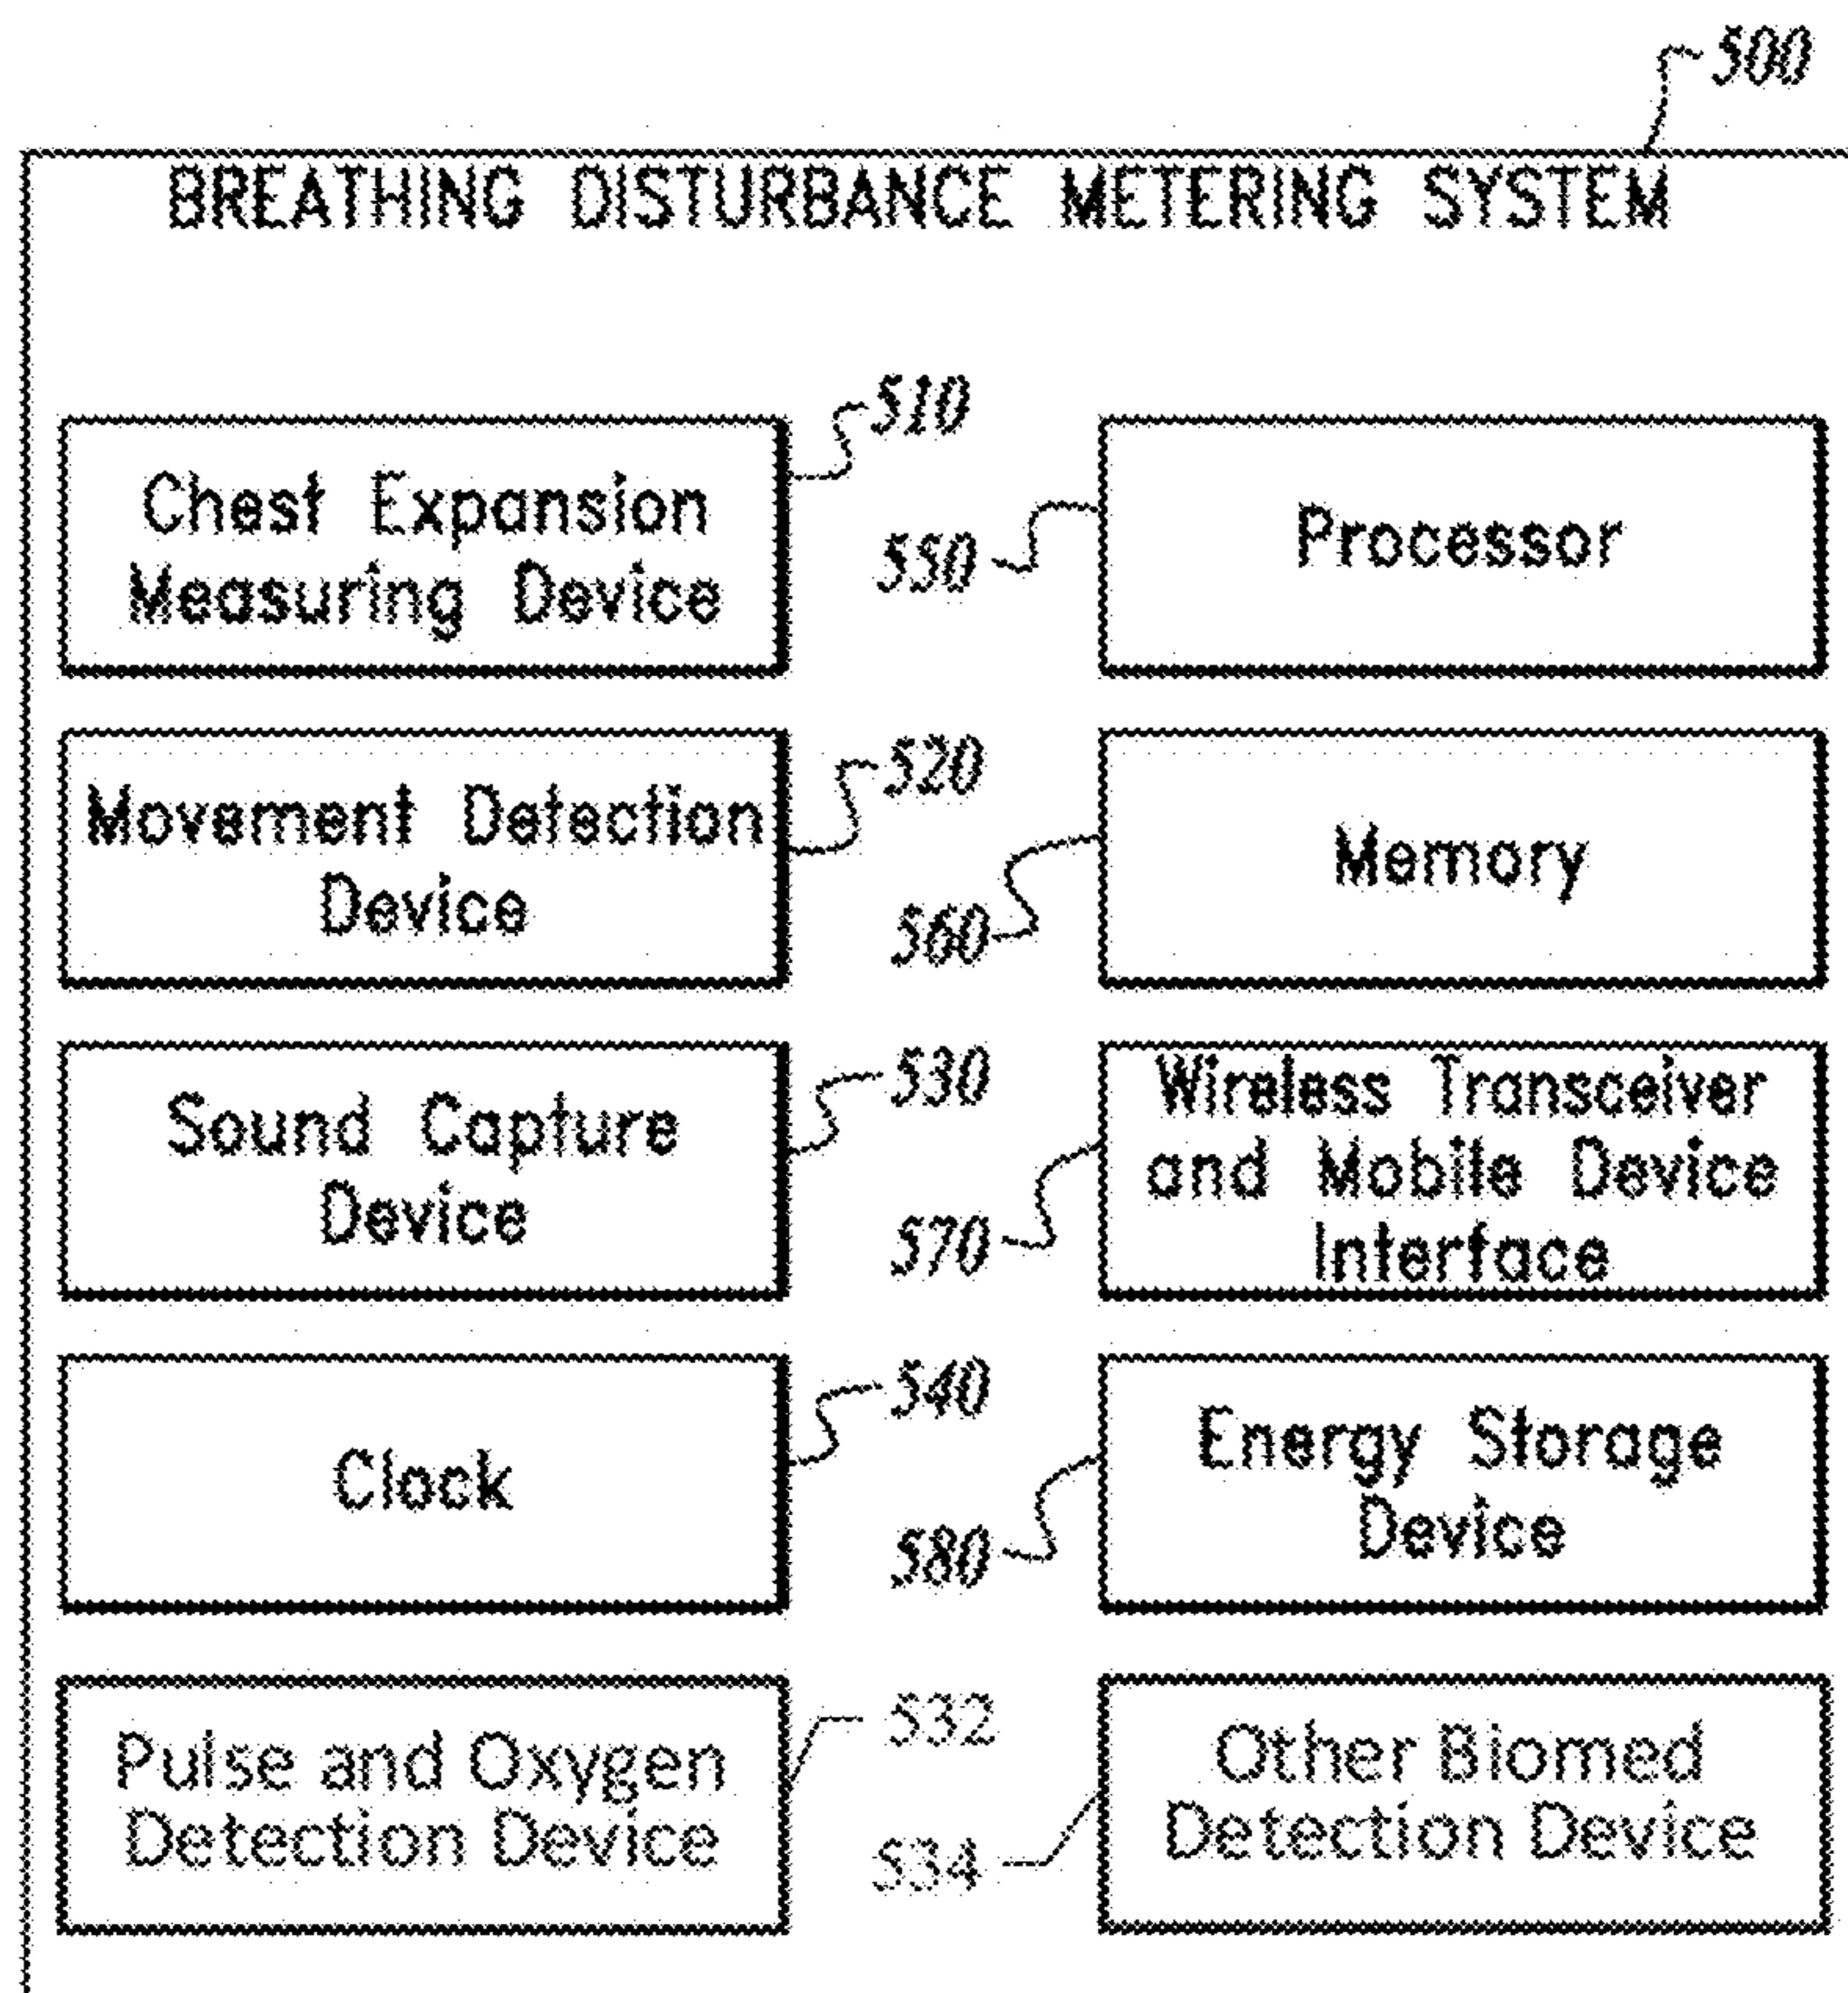 500
BREATHING DISTURBANCE METERING SYSTEM
510
Chest Expansion
Measuring Device
550
Processor
520
Movement Detection
Device
560
Memory
530
Sound Capture
Device
570
Wireless Transceiver
and Mobile Device
Interface
540
Clock
580
Energy Storage
Device
532
Pulse and Oxygen
Detection Device
534
Other Biomed
Detection Device